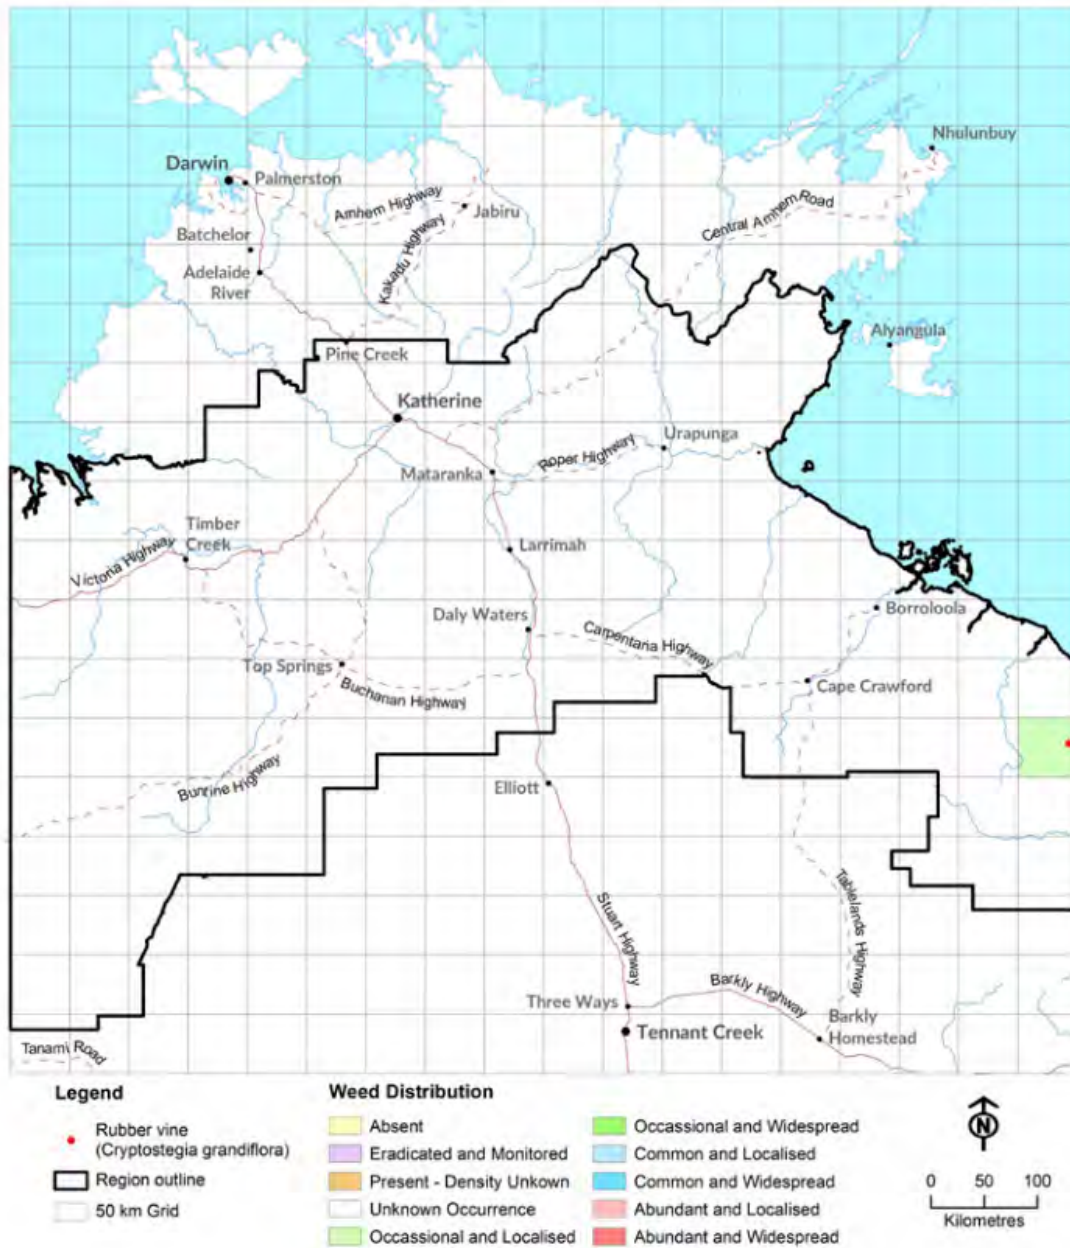 Nhulunbuy
Darwin
Palmerston
Arnhem Highway
Jabiru
Central Arnhem Road
Batchelor
Kakadu Highway
Adelaide
River
Alyangula
Pine Creek
Katherine
Urapunga
Roper Highway
Mataranka
Timber
Creek
Victoria Highway
Larrimah
Borroloola
Daly Waters
Carpentaria Highway
Top Springs
Buchanan Highway
Cape Crawford
Buntine Highway
Elliott
Tablelands Highway
Stuart Highway
Barkly Highway
Three Ways
Barkly
Homestead
Tennant Creek
Tanami Road
Legend
Rubber vine
(Cryptostegia grandiflora)
Region outline
50 km Grid
Weed Distribution
Absent
Eradicated and Monitored
Present - Density Unkown
Unknown Occurrence
Occassional and Localised
Occassional and Widespread
Common and Localised
Common and Widespread
Abundant and Localised
Abundant and Widespread
N
0 50 100
Kilometres